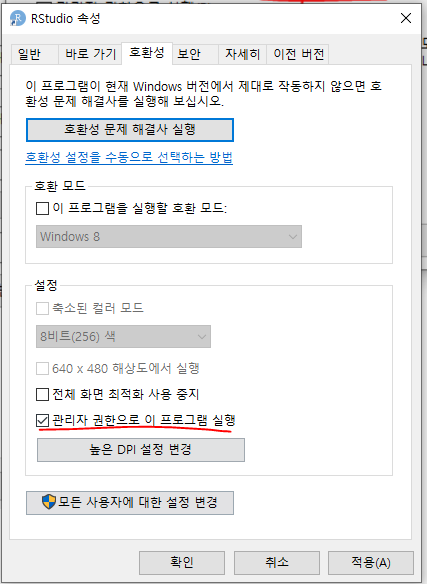 RStudio 속성
일반 바로 가기 호환성 보안 자세히 이전 버전
이 프로그램이 현재 Windows 버전에서 제대로 작동하지 않으면 호
환성 문제 해결사를 실행해 보십시오.
호환성 문제 해결사 실행
호환성 설정을 수동으로 선택하는 방법
호환 모드
이 프로그램을 실행할 호환 모드:
Windows 8
설정
축소된 컬러 모드
8비트(256) 색
640 x 480 해상도에서 실행
전체 화면 최적화 사용 중지
관리자 권한으로 이 프로그램 실행
높은 DPI 설정 변경
모든 사용자에 대한 설정 변경
확인 취소 적용(A)